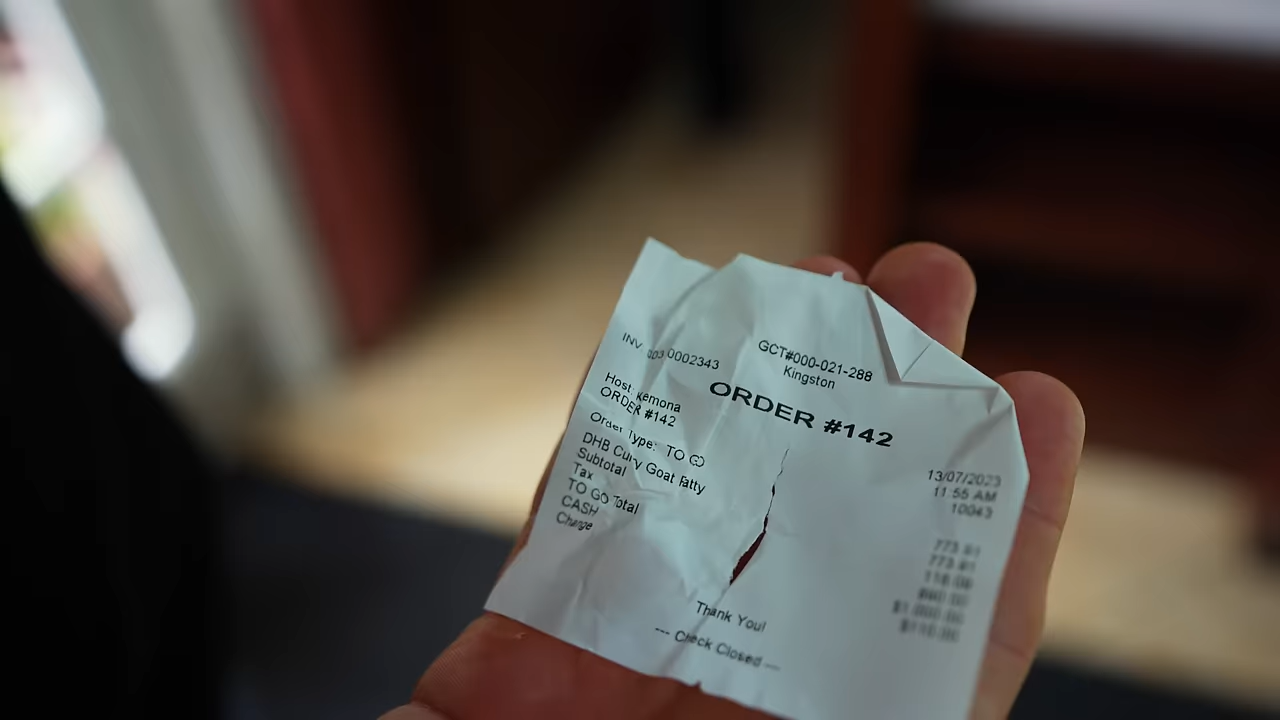 GCT#000-021-288
INV 003 0002343
Kingston
ORDER #142
Host: Kemona 13/07/2023
ORDER #142 11:55 AM
Order Type: TO GO 10043
DHB Curry Goat Patty 773.91
Subtotal 773.91
Tax 116.09
TO GO Total 890.00
CASH $1,000.00
Change $110.00
Thank You!
--- Check Closed ---